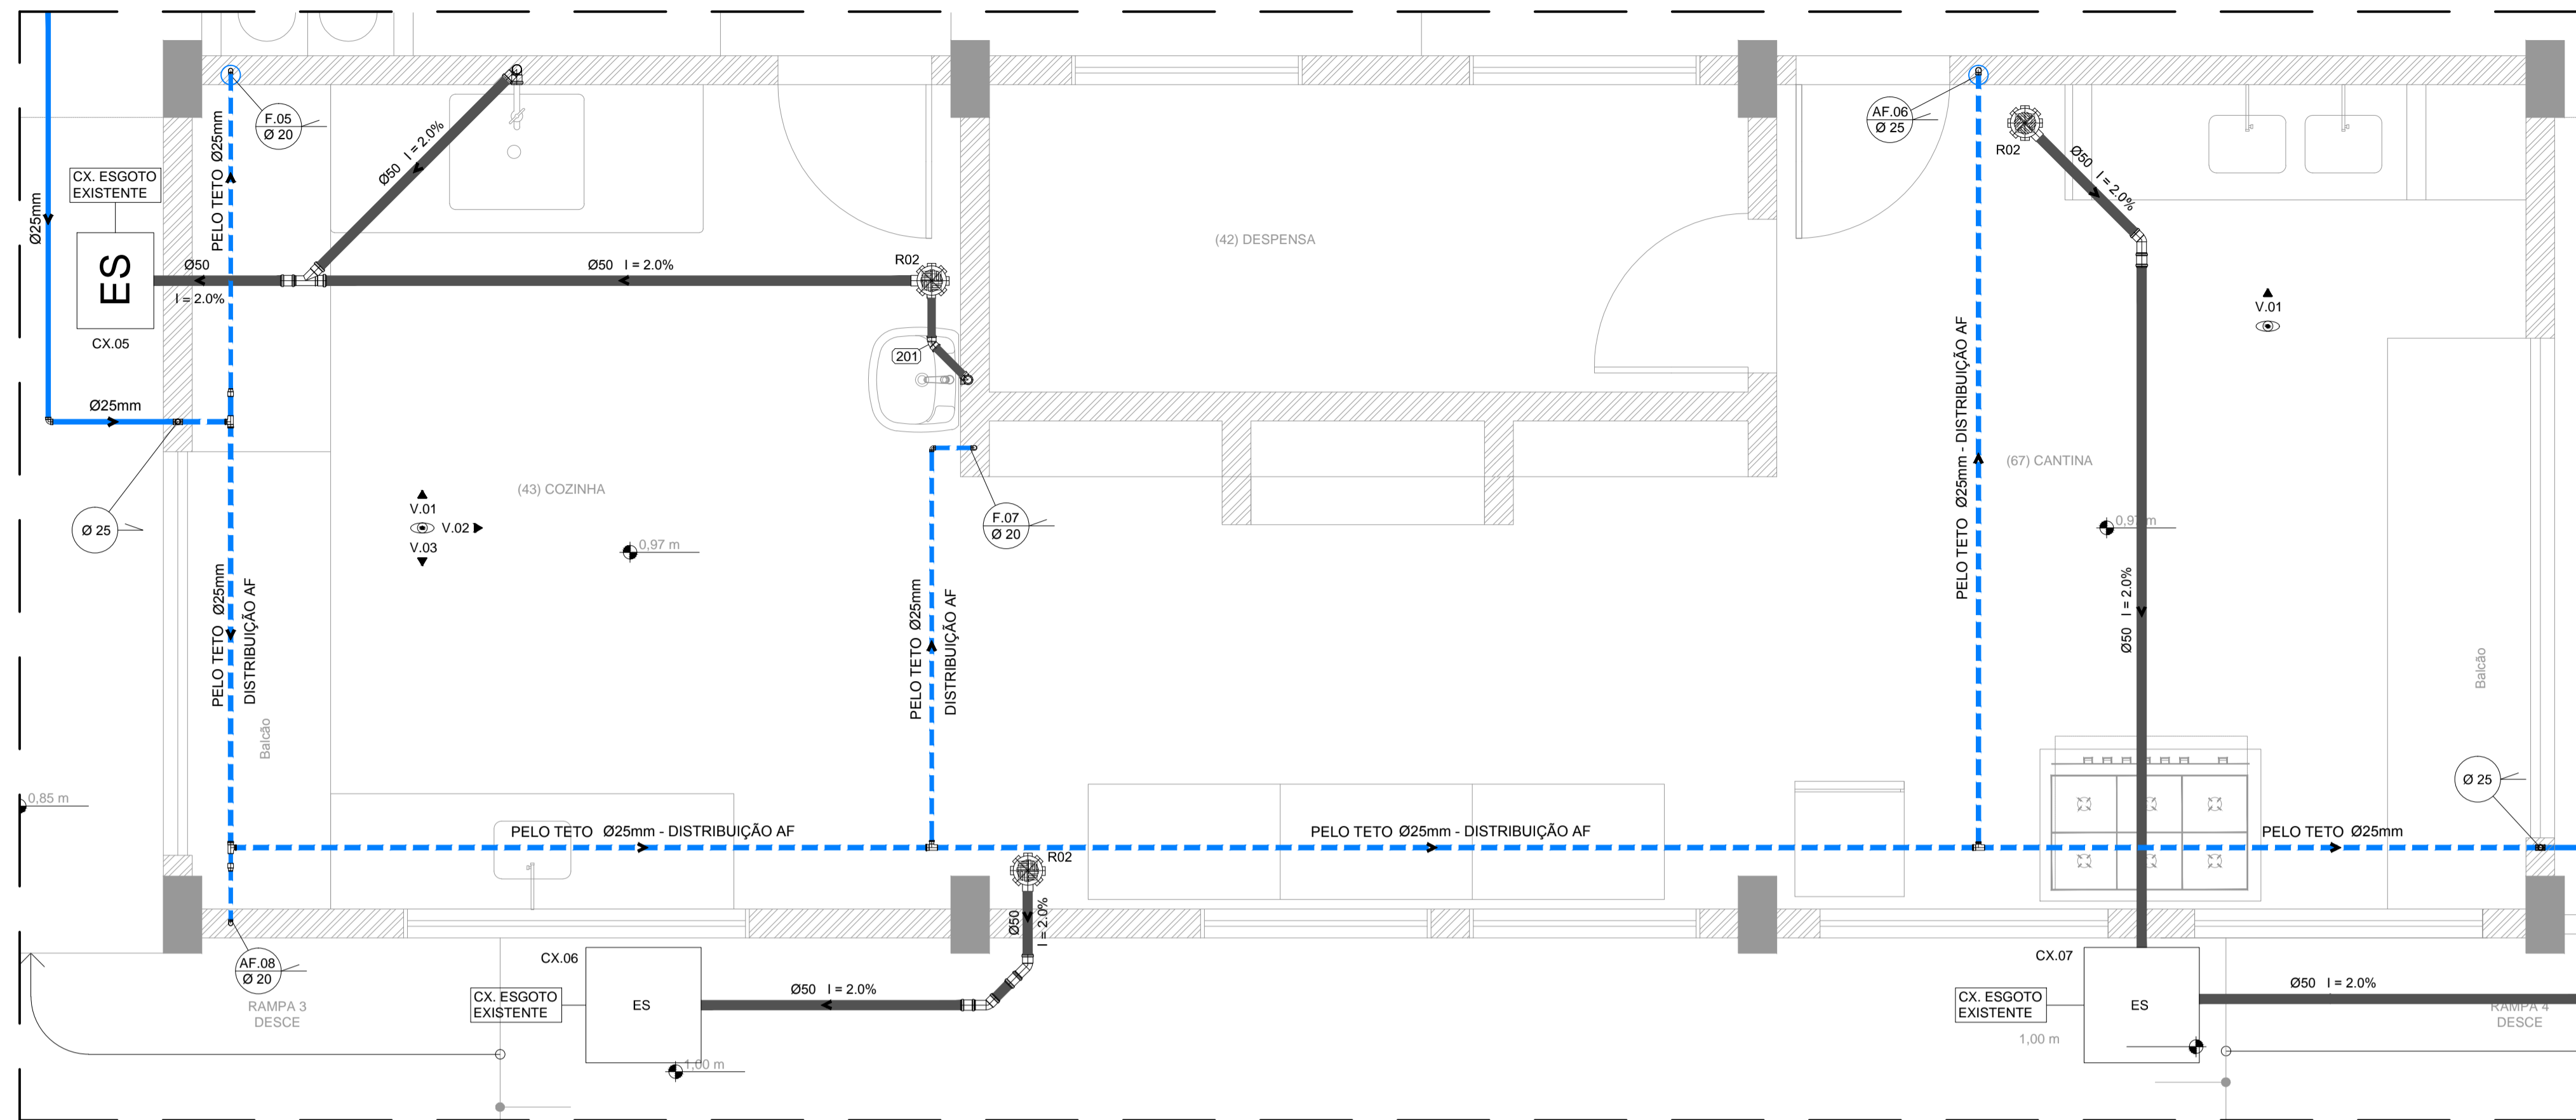 F.05
Ø 20
AF.06
Ø 25
CX. ESGOTO
EXISTENTE
Ø25mm
PELO TETO Ø25mm
Ø50 I = 2.0%
R02
Ø50 I = 2.0%
(42) DESPENSA
ES
Ø50
I = 2.0%
Ø50 I = 2.0%
R02
V.01
CX.05
201
Ø25mm
PELO TETO Ø25mm - DISTRIBUIÇÃO AF
(67) CANTINA
(43) COZINHA
V.01
V.02
V.03
Ø 25
F.07
Ø 20
0,97 m
0,97 m
PELO TETO Ø25mm
DISTRIBUIÇÃO AF
PELO TETO Ø25mm
DISTRIBUIÇÃO AF
Ø50 I = 2.0%
Balcão
Balcão
0,85 m
Ø 25
PELO TETO Ø25mm - DISTRIBUIÇÃO AF
PELO TETO Ø25mm - DISTRIBUIÇÃO AF
PELO TETO Ø25mm
R02
Ø50
I = 2.0%
AF.08
Ø 20
CX.06
CX.07
RAMPA 3
DESCE
CX. ESGOTO
EXISTENTE
ES
Ø50 I = 2.0%
CX. ESGOTO
EXISTENTE
ES
Ø50 I = 2.0%
RAMPA 4
DESCE
1,00 m
1,00 m